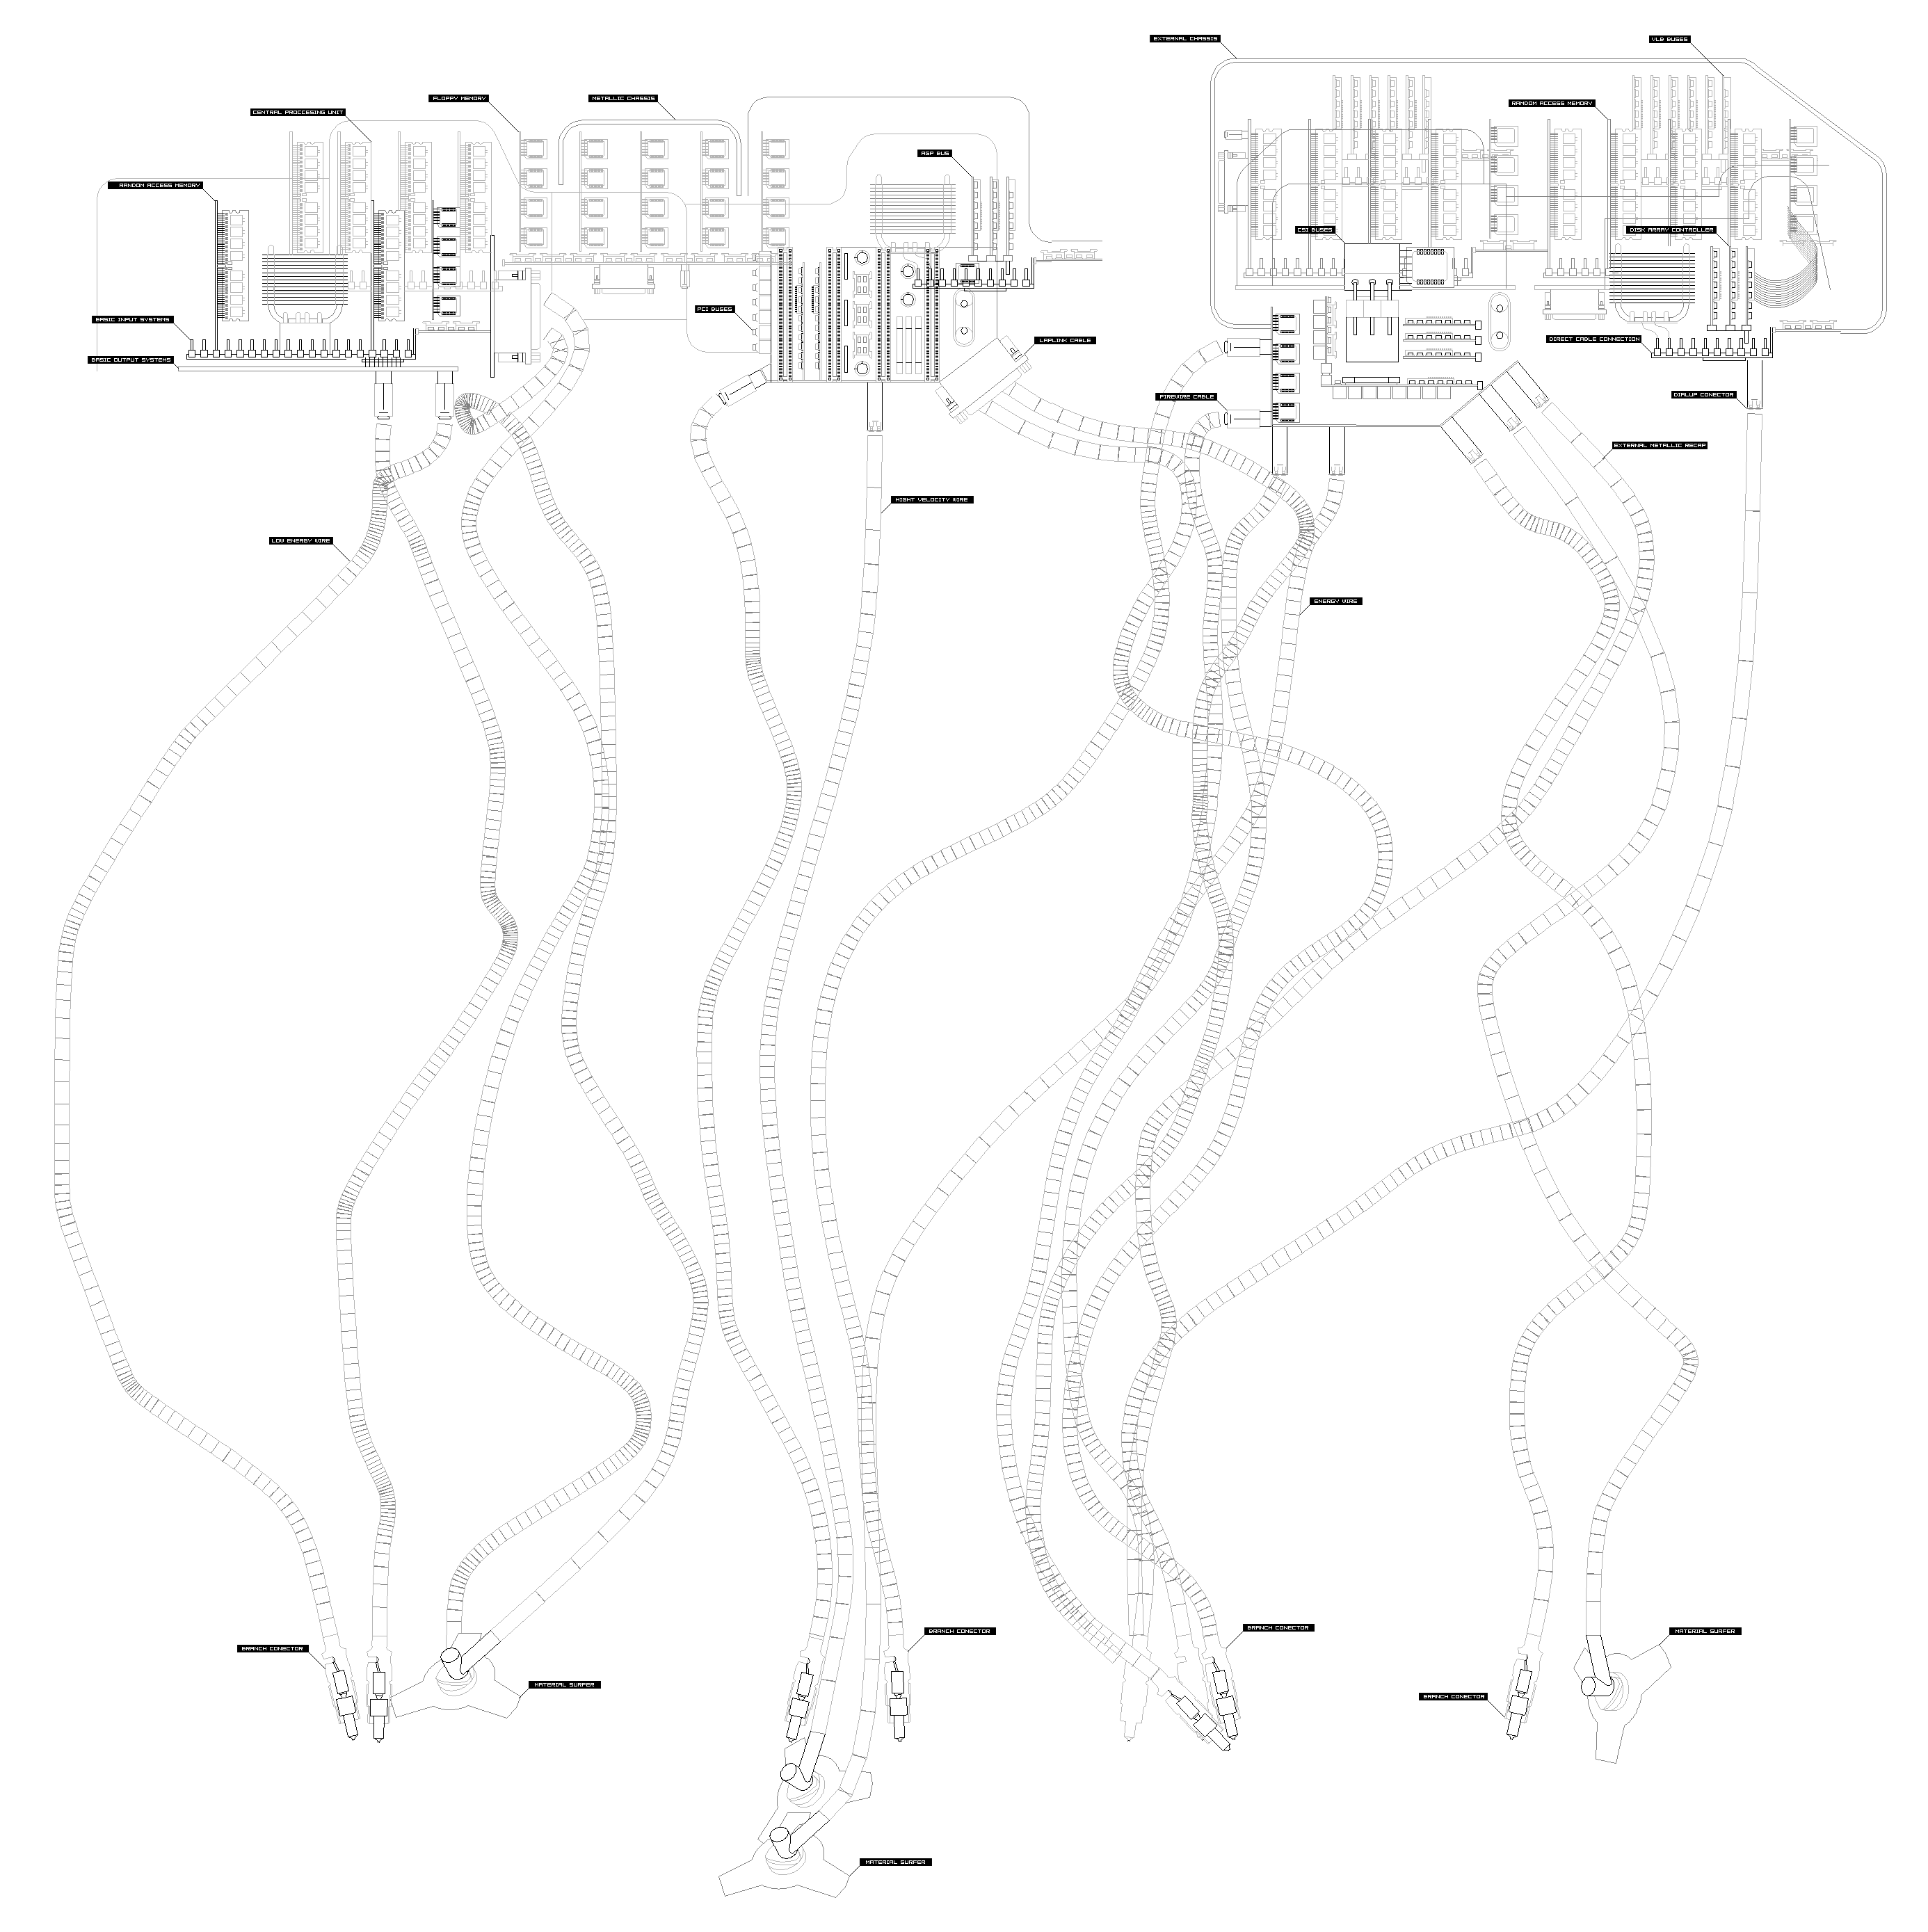 EXTERNAL CHASSIS
VLB BUSES
FLOPPY MEMORY
METALLIC CHASSIS
RANDOM ACCESS MEMORY
CENTRAL PROCCESING UNIT
AGP BUS
RANDOM ACCESS MEMORY
CSI BUSES
DISK ARRAY CONTROLLER
PCI BUSES
BASIC INPUT SYSTEMS
LAPLINK CABLE
DIRECT CABLE CONNECTION
BASIC OUTPUT SYSTEMS
FIREWIRE CABLE
DIALUP CONECTOR
EXTERNAL METALLIC RECAP
HIGHT VELOCITY WIRE
LOW ENERGY WIRE
ENERGY WIRE
BRANCH CONECTOR
BRANCH CONECTOR
BRANCH CONECTOR
MATERIAL SURFER
MATERIAL SURFER
BRANCH CONECTOR
MATERIAL SURFER